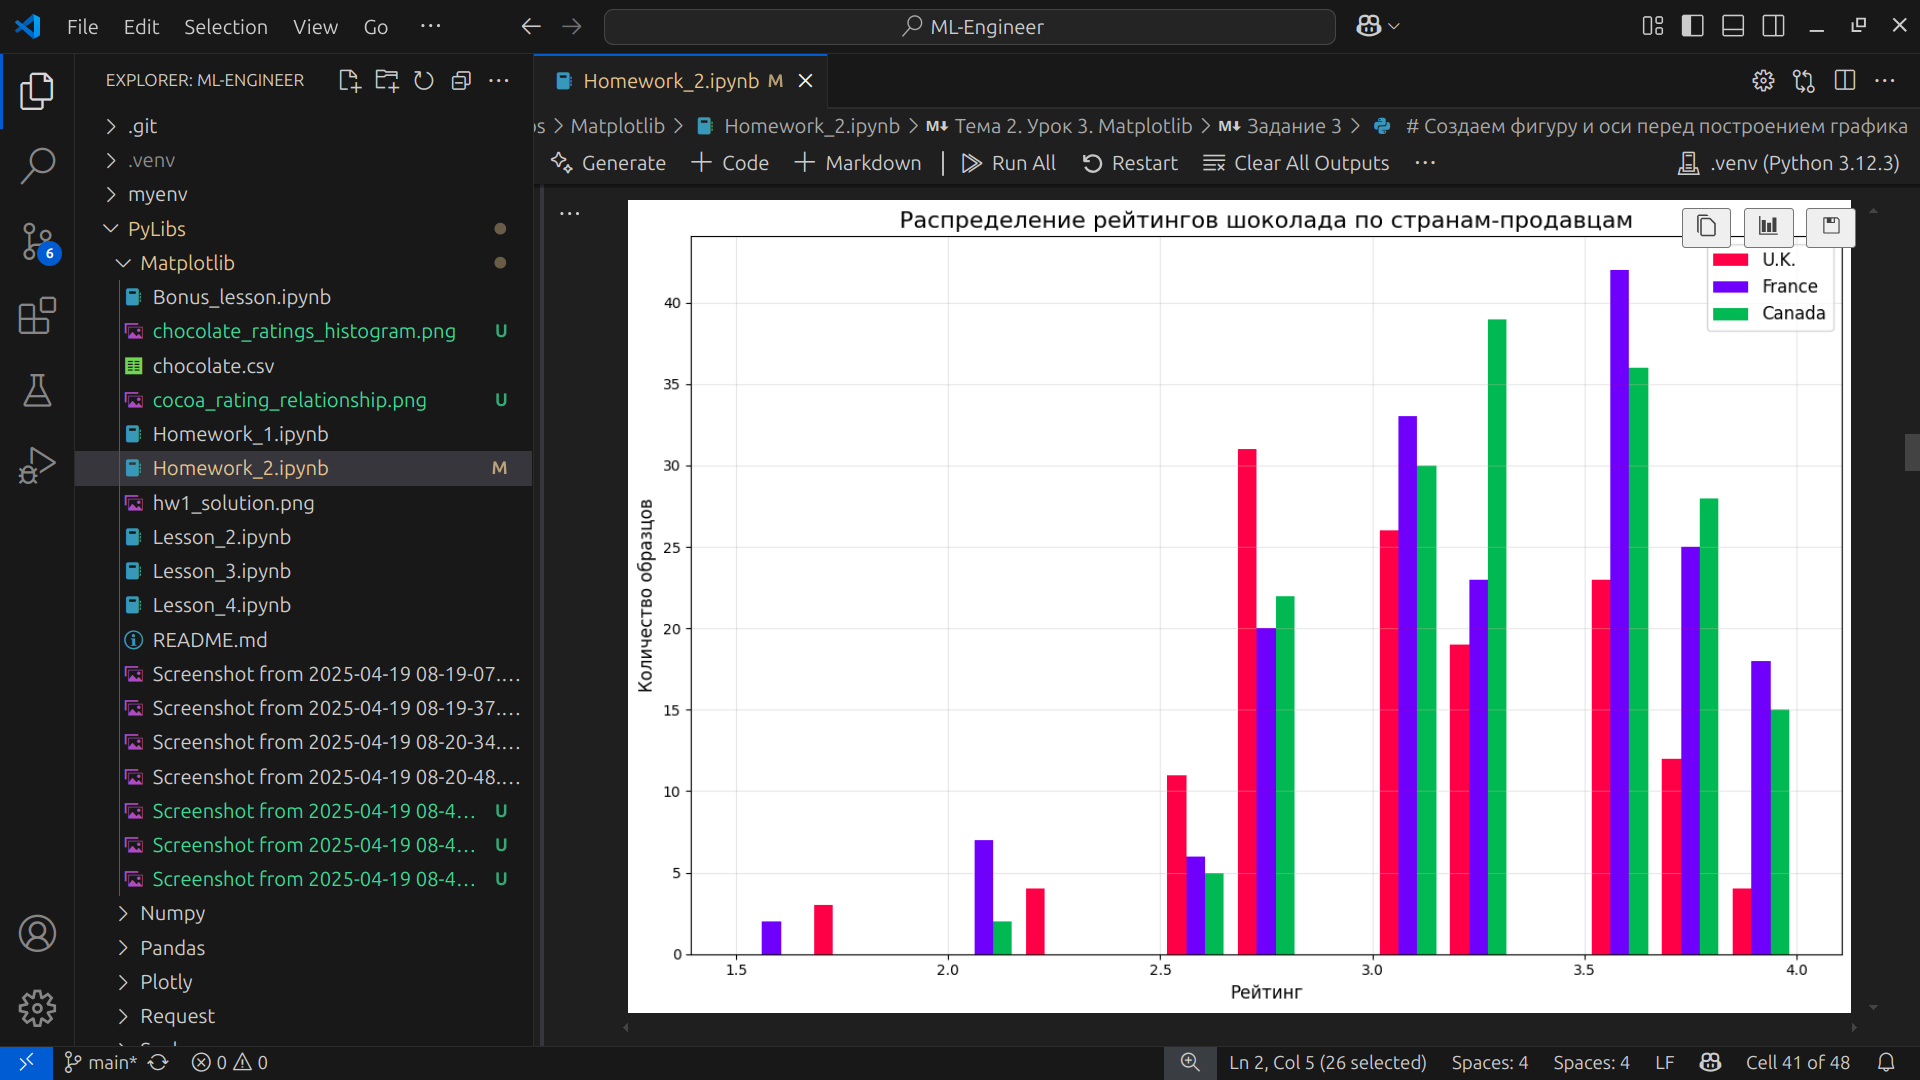 File Edit Selection View Go ···
ML-Engineer
EXPLORER: ML-ENGINEER
.git
.venv
myenv
PyLibs
Matplotlib
Bonus_lesson.ipynb
chocolate_ratings_histogram.png U
chocolate.csv
cocoa_rating_relationship.png U
Homework_1.ipynb
Homework_2.ipynb M
hw1_solution.png
Lesson_2.ipynb
Lesson_3.ipynb
Lesson_4.ipynb
README.md
Screenshot from 2025-04-19 08-19-07....
Screenshot from 2025-04-19 08-19-37....
Screenshot from 2025-04-19 08-20-34....
Screenshot from 2025-04-19 08-20-48....
Screenshot from 2025-04-19 08-4... U
Screenshot from 2025-04-19 08-4... U
Screenshot from 2025-04-19 08-4... U
Numpy
Pandas
Plotly
Request
Homework_2.ipynb M
Matplotlib > Homework_2.ipynb > M↓ Тема 2. Урок 3. Matplotlib > M↓ Задание 3 > # Создаем фигуру и оси перед построением графика
Generate + Code + Markdown | Run All Restart Clear All Outputs ··· .venv (Python 3.12.3)
Распределение рейтингов шоколада по странам-продавцам
U.K.
France
Canada
Количество образцов
40
35
30
25
20
15
10
5
0
1.5 2.0 2.5 3.0 3.5 4.0
Рейтинг
6
main* 0 0 Ln 2, Col 5 (26 selected) Spaces: 4 Spaces: 4 LF Cell 41 of 48